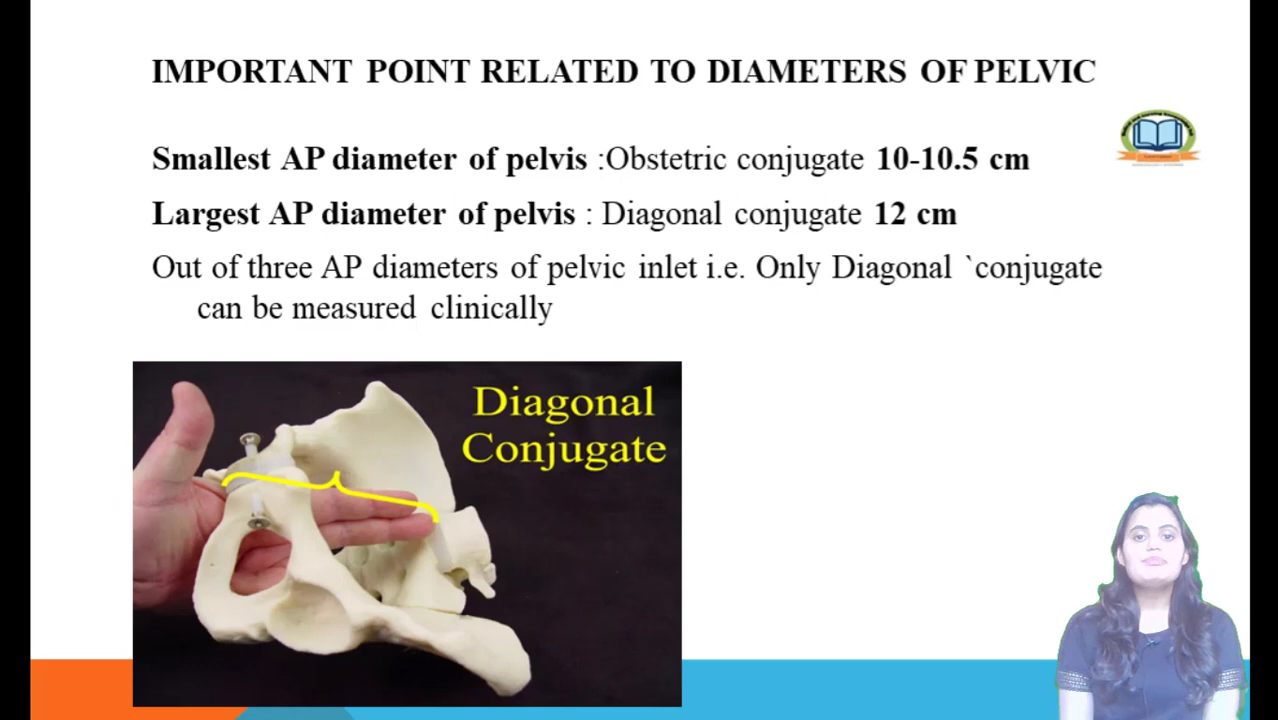 IMPORTANT POINT RELATED TO DIAMETERS OF PELVIC
Smallest AP diameter of pelvis :Obstetric conjugate 10-10.5 cm
Largest AP diameter of pelvis : Diagonal conjugate 12 cm
Out of three AP diameters of pelvic inlet i.e. Only Diagonal `conjugate
can be measured clinically
Diagonal
Conjugate